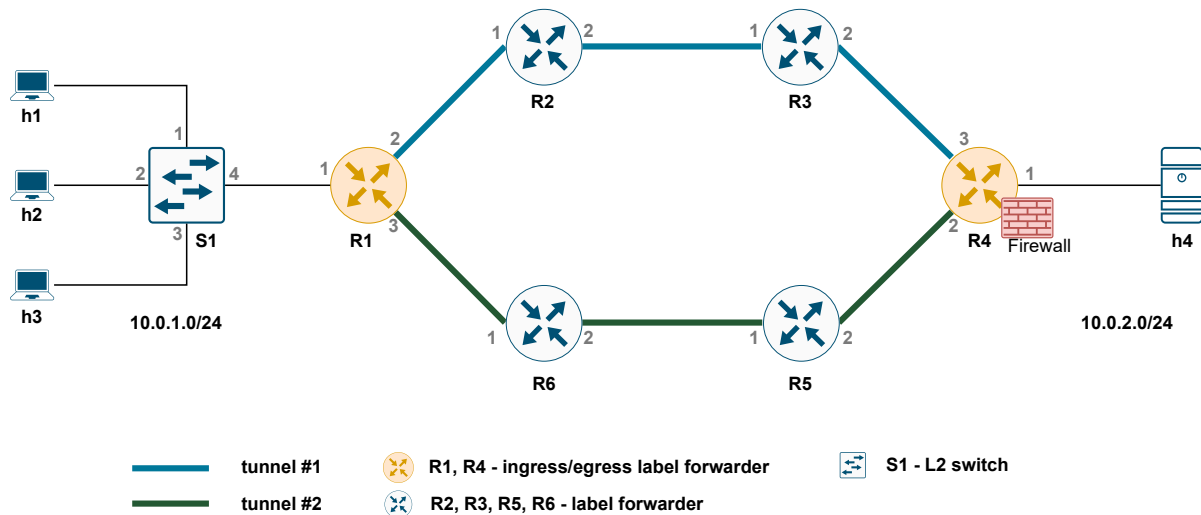 1
2
1
2
R2
R3
h1
1
2
3
2
4
1
1
h2
S1
R1
3
R4
2
h4
3
Firewall
h3
10.0.1.0/24
10.0.2.0/24
1
2
1
2
R6
R5
tunnel #1
R1, R4 - ingress/egress label forwarder
S1 - L2 switch
tunnel #2
R2, R3, R5, R6 - label forwarder